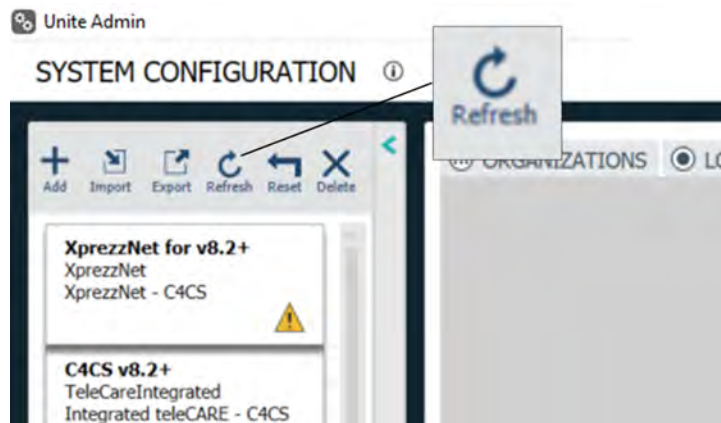 Unite Admin
SYSTEM CONFIGURATION
Refresh
Add Import Export Refresh Reset Delete
ORGANIZATIONS LO
XprezzNet for v8.2+
XprezzNet
XprezzNet - C4CS
C4CS v8.2+
TeleCareIntegrated
Integrated teleCARE - C4CS